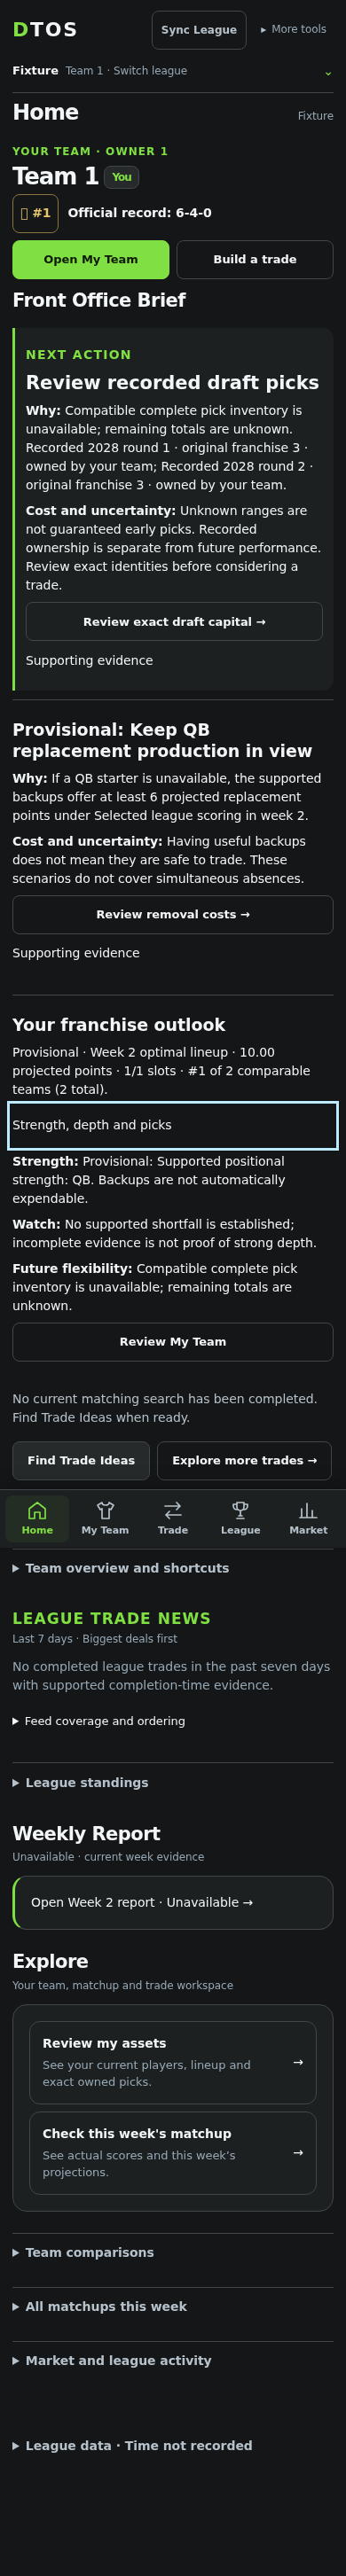 DTOS
Sync League
▸ More tools
Fixture Team 1 · Switch league
Home
Fixture
YOUR TEAM · OWNER 1
Team 1 You
#1 Official record: 6-4-0
Open My Team
Build a trade
Front Office Brief
NEXT ACTION
Review recorded draft picks
Why: Compatible complete pick inventory is
unavailable; remaining totals are unknown.
Recorded 2028 round 1 · original franchise 3 ·
owned by your team; Recorded 2028 round 2 ·
original franchise 3 · owned by your team.
Cost and uncertainty: Unknown ranges are
not guaranteed early picks. Recorded
ownership is separate from future performance.
Review exact identities before considering a
trade.
Review exact draft capital →
Supporting evidence
Provisional: Keep QB
replacement production in view
Why: If a QB starter is unavailable, the supported
backups offer at least 6 projected replacement
points under Selected league scoring in week 2.
Cost and uncertainty: Having useful backups
does not mean they are safe to trade. These
scenarios do not cover simultaneous absences.
Review removal costs →
Supporting evidence
Your franchise outlook
Provisional · Week 2 optimal lineup · 10.00
projected points · 1/1 slots · #1 of 2 comparable
teams (2 total).
Strength, depth and picks
Strength: Provisional: Supported positional
strength: QB. Backups are not automatically
expendable.
Watch: No supported shortfall is established;
incomplete evidence is not proof of strong depth.
Future flexibility: Compatible complete pick
inventory is unavailable; remaining totals are
unknown.
Review My Team
No current matching search has been completed.
Find Trade Ideas when ready.
Find Trade Ideas
Explore more trades →
Home
My Team
Trade
League
Market
▶ Team overview and shortcuts
LEAGUE TRADE NEWS
Last 7 days · Biggest deals first
No completed league trades in the past seven days
with supported completion-time evidence.
▶ Feed coverage and ordering
▶ League standings
Weekly Report
Unavailable · current week evidence
Open Week 2 report · Unavailable →
Explore
Your team, matchup and trade workspace
Review my assets
See your current players, lineup and
exact owned picks.
→
Check this week's matchup
See actual scores and this week’s
projections.
→
▶ Team comparisons
▶ All matchups this week
▶ Market and league activity
▶ League data · Time not recorded